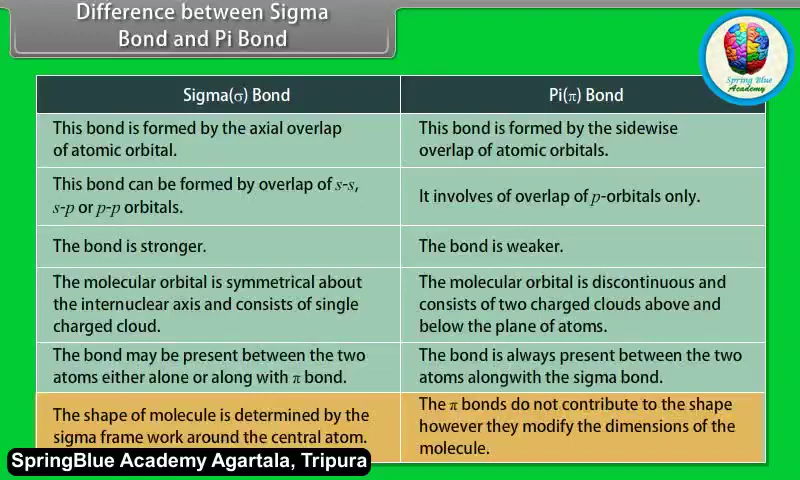 Difference between Sigma
Bond and Pi Bond
Spring Blue
Academy
Sigma(σ) Bond
Pi(π) Bond
This bond is formed by the axial overlap
of atomic orbital.
This bond is formed by the sidewise
overlap of atomic orbitals.
This bond can be formed by overlap of s-s,
s-p or p-p orbitals.
It involves of overlap of p-orbitals only.
The bond is stronger.
The bond is weaker.
The molecular orbital is symmetrical about
the internuclear axis and consists of single
charged cloud.
The molecular orbital is discontinuous and
consists of two charged clouds above and
below the plane of atoms.
The bond may be present between the two
atoms either alone or along with π bond.
The bond is always present between the two
atoms alongwith the sigma bond.
The shape of molecule is determined by the
sigma frame work around the central atom.
The π bonds do not contribute to the shape
however they modify the dimensions of the
molecule.
SpringBlue Academy Agartala, Tripura